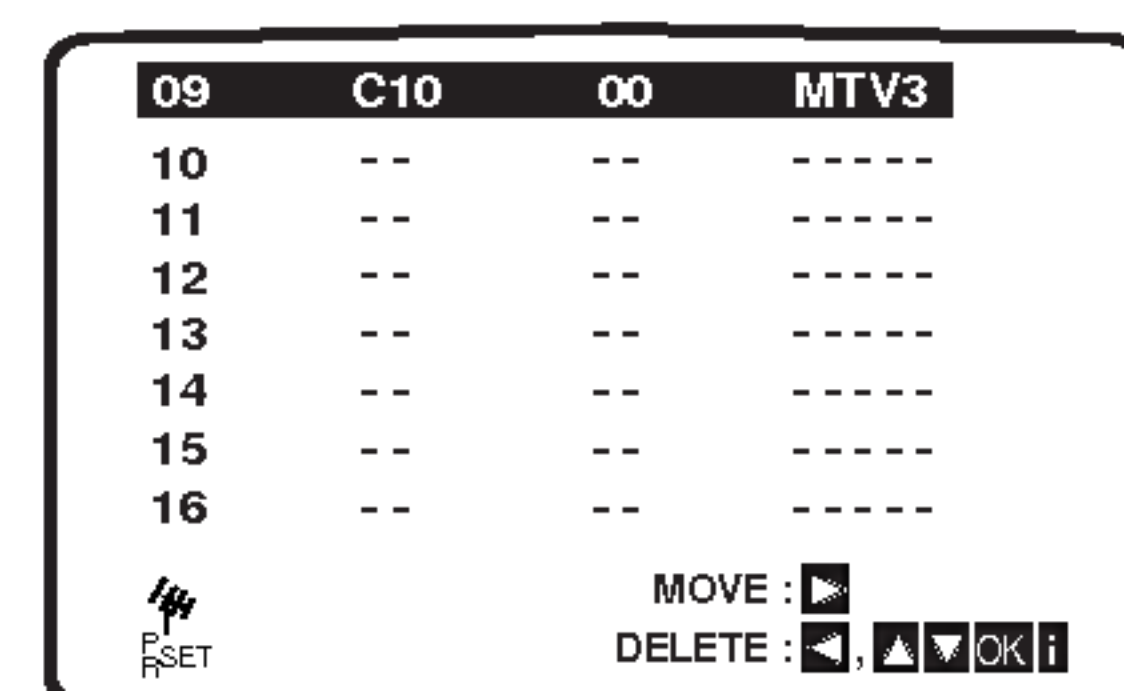 09 C10 00 MTV3
10 -- -- -----
11 -- -- -----
12 -- -- -----
13 -- -- -----
14 -- -- -----
15 -- -- -----
16 -- -- -----
MOVE : ▷
PR SET
DELETE : ◁ , △ ▽ OK i